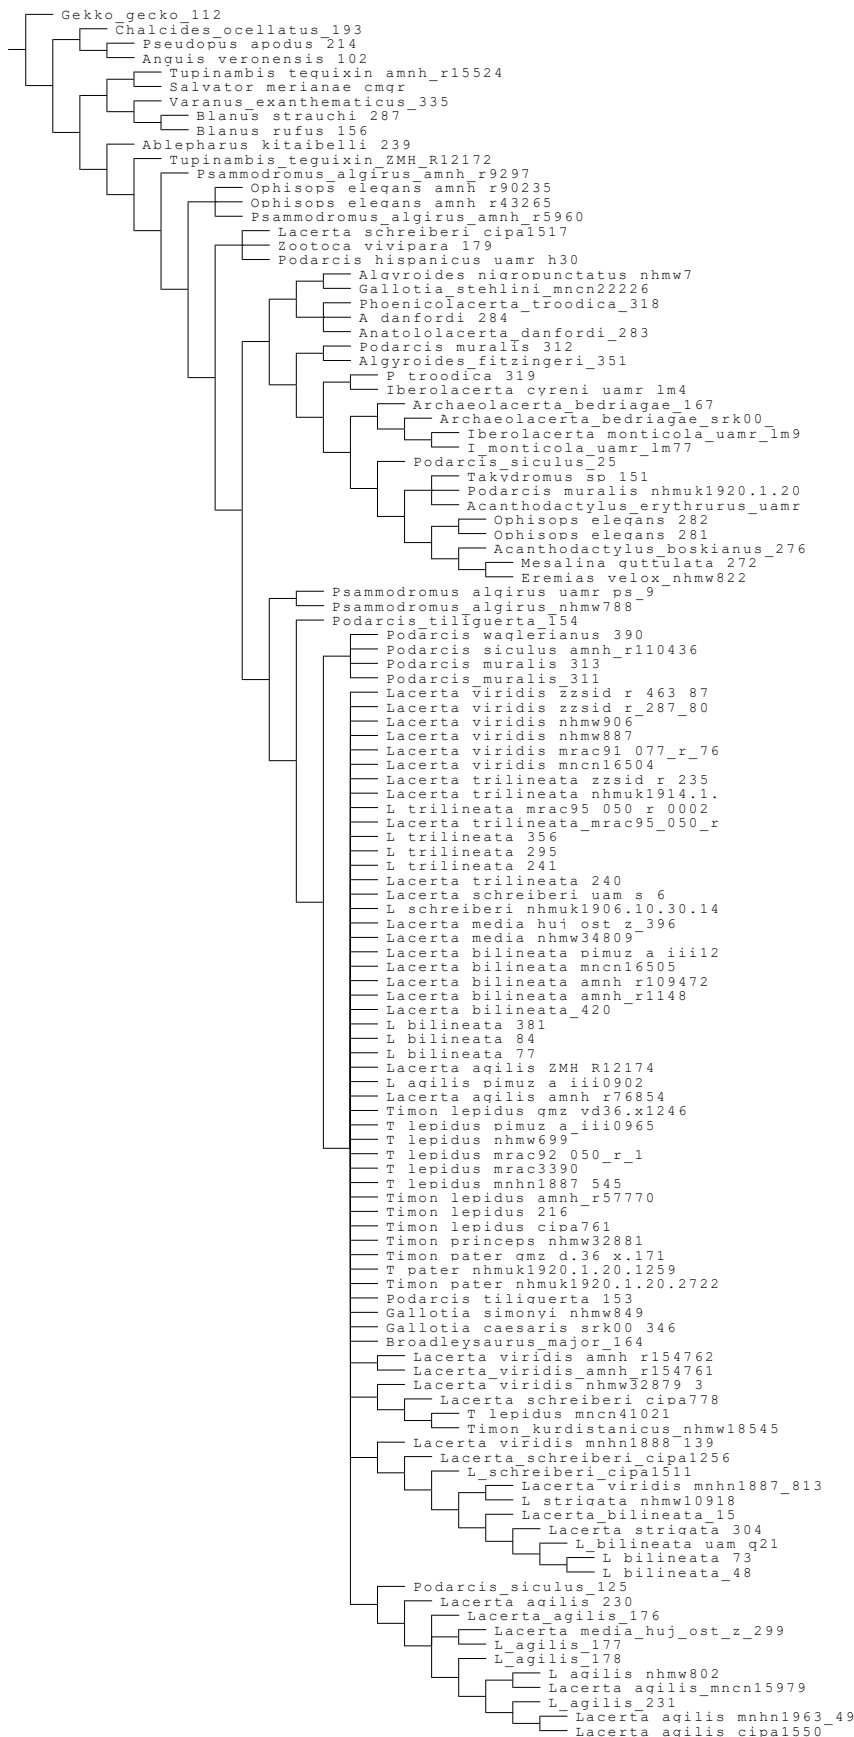 Gekko_gecko_112
Chalcides_ocellatus_193
Pseudopus_apodus_214
Anguis_veronensis_102
Tupinambis_teguixin_amnh_r15524
Salvator_merianae_cmgr
Varanus_exanthematicus_335
Blanus_strauchi_287
Blanus_rufus_156
Ablepharus_kitaibelli_239
Tupinambis_teguixin_ZMH_R12172
Psammodromus_algirus_amnh_r9297
Ophisops_elegans_amnh_r90235
Ophisops_elegans_amnh_r43265
Psammodromus_algirus_amnh_r5960
Lacerta_schreiberi_cipa1517
Zootoca_vivipara_179
Podarcis_hispanicus_uamr_h30
Algyroides_nigropunctatus_nhmw7
Gallotia_stehlini_mncn22226
Phoenicolacerta_troodica_318
A_danfordi_284
Anatololacerta_danfordi_283
Podarcis_muralis_312
Algyroides_fitzingeri_351
P_troodica_319
Iberolacerta_cyreni_uamr_lm4
Archaeolacerta_bedriagae_167
Archaeolacerta_bedriagae_srk00_
Iberolacerta_monticola_uamr_lm9
I_monticola_uamr_lm77
Podarcis_siculus_25
Takydromus_sp_151
Podarcis_muralis_nhmuk1920.1.20
Acanthodactylus_erythrurus_uamr
Ophisops_elegans_282
Ophisops_elegans_281
Acanthodactylus_boskianus_276
Mesalina_guttulata_272
Eremias_velox_nhmw822
Psammodromus_algirus_uamr_ps_9
Psammodromus_algirus_nhmw788
Podarcis_tiliguerta_154
Podarcis_waglerianus_390
Podarcis_siculus_amnh_r110436
Podarcis_muralis_313
Podarcis_muralis_311
Lacerta_viridis_zzsid_r_463_87
Lacerta_viridis_zzsid_r_287_80
Lacerta_viridis_nhmw906
Lacerta_viridis_nhmw887
Lacerta_viridis_mrac91_077_r_76
Lacerta_viridis_mncn16504
Lacerta_trilineata_zzsid_r_235
Lacerta_trilineata_nhmuk1914.1.
L_trilineata_mrac95_050_r_0002
Lacerta_trilineata_mrac95_050_r
L_trilineata_356
L_trilineata_295
L_trilineata_241
Lacerta_trilineata_240
Lacerta_schreiberi_uam_s_6
L_schreiberi_nhmuk1906.10.30.14
Lacerta_media_huj_ost_z_396
Lacerta_media_nhmw34809
Lacerta_bilineata_pimuz_a_iii12
Lacerta_bilineata_mncn16505
Lacerta_bilineata_amnh_r109472
Lacerta_bilineata_amnh_r1148
Lacerta_bilineata_420
L_bilineata_381
L_bilineata_84
L_bilineata_77
Lacerta_agilis_ZMH_R12174
L_agilis_pimuz_a_iii0902
Lacerta_agilis_amnh_r76854
Timon_lepidus_gmz_vd36.x1246
T_lepidus_pimuz_a_iii0965
T_lepidus_nhmw699
T_lepidus_mrac92_050_r_1
T_lepidus_mrac3390
T_lepidus_mnhn1887_545
Timon_lepidus_amnh_r57770
Timon_lepidus_216
Timon_lepidus_cipa761
Timon_princeps_nhmw32881
Timon_pater_gmz_d.36_x.171
T_pater_nhmuk1920.1.20.1259
Timon_pater_nhmuk1920.1.20.2722
Podarcis_tiliguerta_153
Gallotia_simonyi_nhmw849
Gallotia_caesaris_srk00_346
Broadleysaurus_major_164
Lacerta_viridis_amnh_r154762
Lacerta_viridis_amnh_r154761
Lacerta_viridis_nhmw32879_3
Lacerta_schreiberi_cipa778
T_lepidus_mncn41021
Timon_kurdistanicus_nhmw18545
Lacerta_viridis_mnhn1888_139
Lacerta_schreiberi_cipa1256
L_schreiberi_cipa1511
Lacerta_viridis_mnhn1887_813
L_strigata_nhmw10918
Lacerta_bilineata_15
Lacerta_strigata_304
L_bilineata_uam_q21
L_bilineata_73
L_bilineata_48
Podarcis_siculus_125
Lacerta_agilis_230
Lacerta_agilis_176
Lacerta_media_huj_ost_z_299
L_agilis_177
L_agilis_178
L_agilis_nhmw802
Lacerta_agilis_mncn15979
L_agilis_231
Lacerta_agilis_mnhn1963_49
Lacerta_agilis_cipa1550